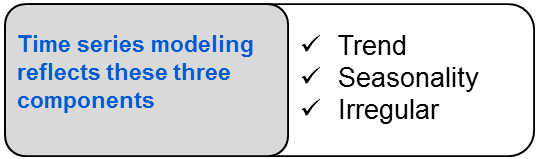 Time series modeling
reflects these three
components
✓ Trend
✓ Seasonality
✓ Irregular